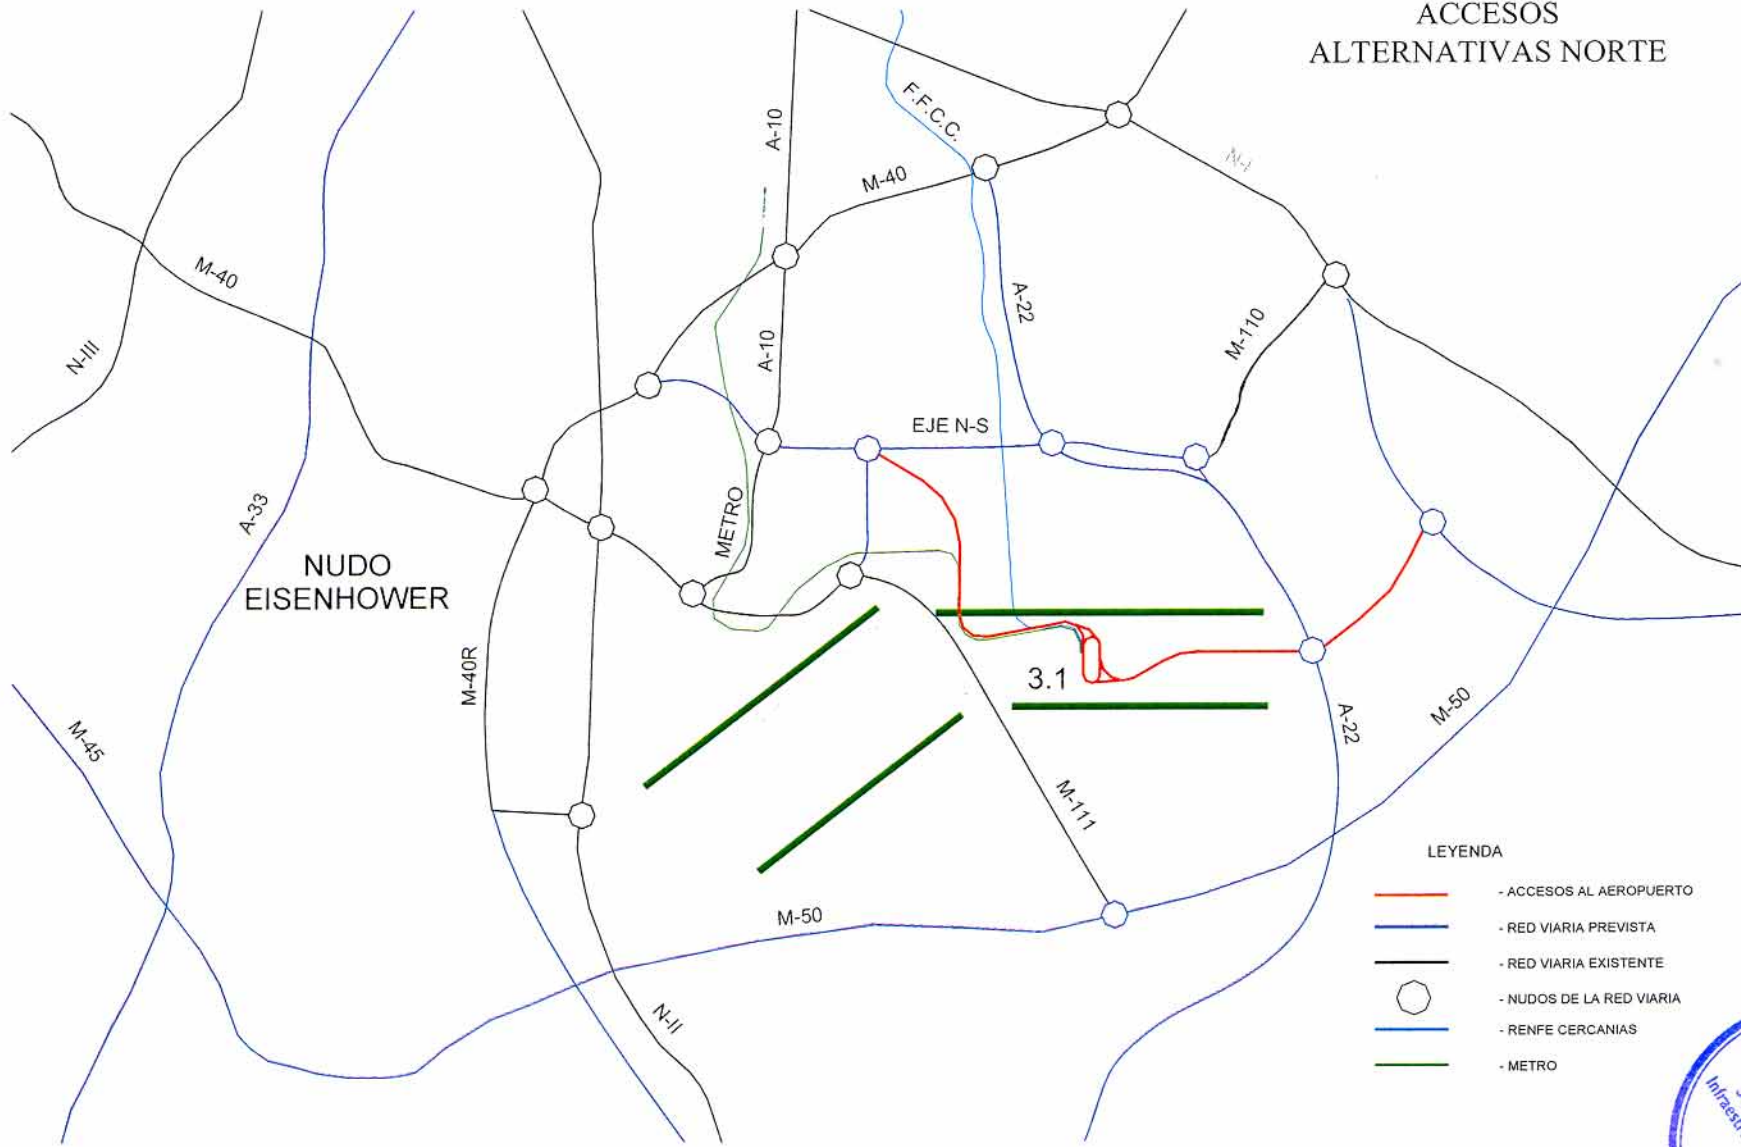 ACCESOS
ALTERNATIVAS NORTE
A-10
F.F.C.C.
M-40
N-I
M-40
A-22
M-110
A-10
N-III
EJE N-S
METRO
A-33
NUDO
EISENHOWER
M-40R
3.1
M-45
A-22
M-50
M-111
M-50
N-II
LEYENDA
- ACCESOS AL AEROPUERTO
- RED VIARIA PREVISTA
- RED VIARIA EXISTENTE
- NUDOS DE LA RED VIARIA
- RENFE CERCANIAS
- METRO